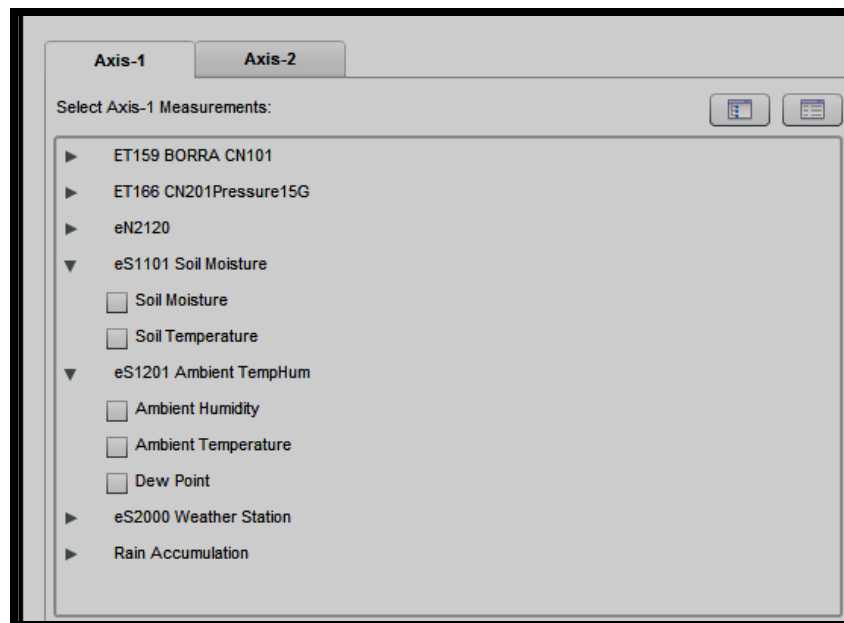 Axis-1 Axis-2
Select Axis-1 Measurements:
ET159 BORRA CN101
ET166 CN201Pressure15G
eN2120
eS1101 Soil Moisture
Soil Moisture
Soil Temperature
eS1201 Ambient TempHum
Ambient Humidity
Ambient Temperature
Dew Point
eS2000 Weather Station
Rain Accumulation